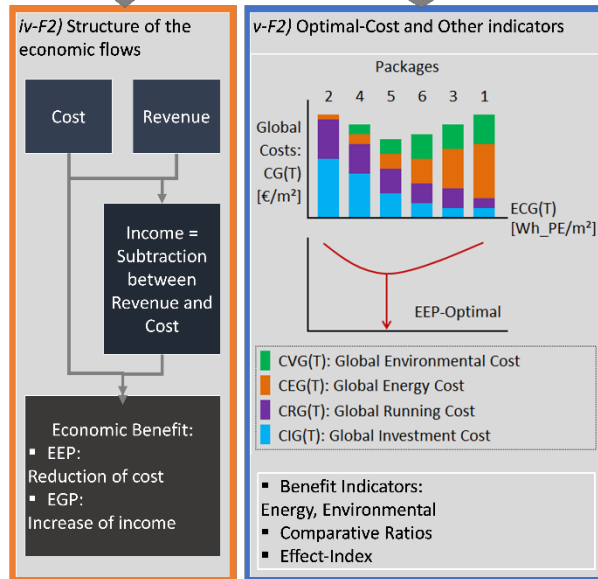 iv-F2) Structure of the
economic flows
Cost
Revenue
Income =
Subtraction
between
Revenue and
Cost
Economic Benefit:
▪ EEP:
Reduction of cost
▪ EGP:
Increase of income
v-F2) Optimal-Cost and Other indicators
Packages
2 4 5 6 3 1
Global
Costs:
CG(T)
[€/m²]
ECG(T)
[Wh_PE/m²]
EEP-Optimal
CVG(T): Global Environmental Cost
CEG(T): Global Energy Cost
CRG(T): Global Running Cost
CIG(T): Global Investment Cost
▪ Benefit Indicators:
Energy, Environmental
▪ Comparative Ratios
▪ Effect-Index